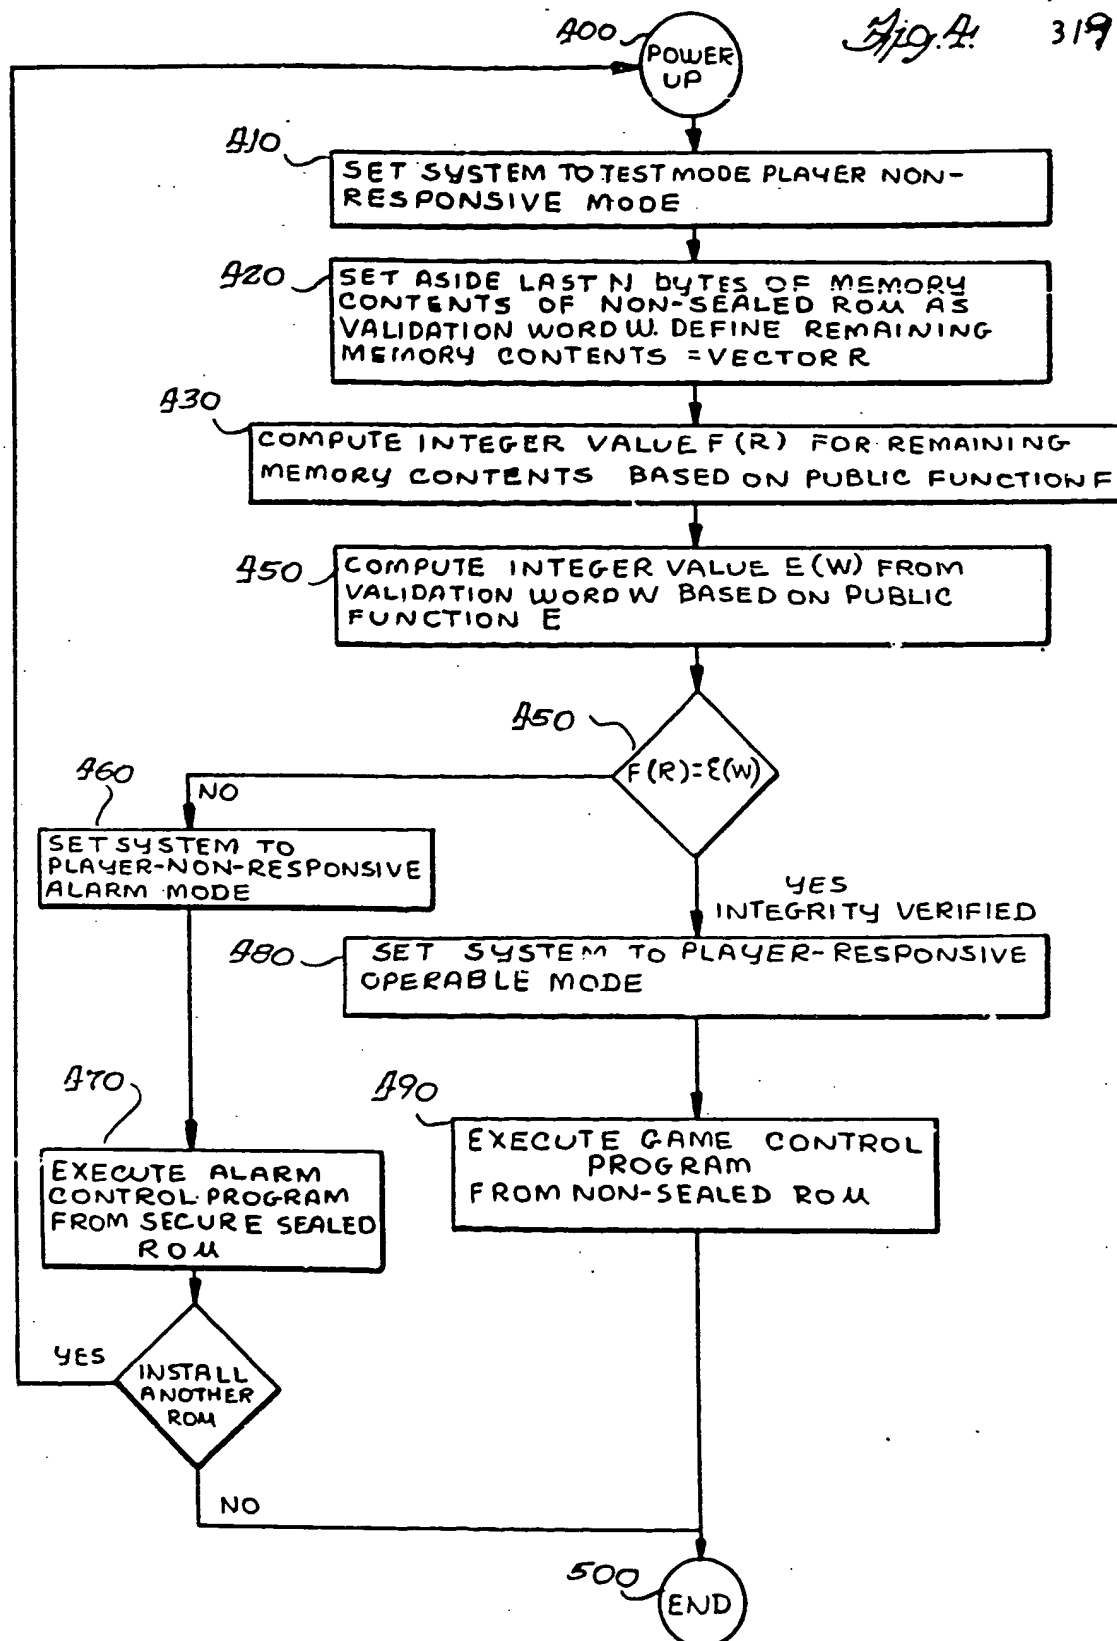 Fig. 4.
319
400
POWER
UP
410
SET SYSTEM TO TEST MODE PLAYER NON-
RESPONSIVE MODE
420
SET ASIDE LAST N BYTES OF MEMORY
CONTENTS OF NON-SEALED ROM AS
VALIDATION WORD W. DEFINE REMAINING
MEMORY CONTENTS = VECTOR R
430
COMPUTE INTEGER VALUE F(R) FOR REMAINING
MEMORY CONTENTS BASED ON PUBLIC FUNCTION F
450
COMPUTE INTEGER VALUE E(W) FROM
VALIDATION WORD W BASED ON PUBLIC
FUNCTION E
450
F(R)=E(W)
460
NO
SET SYSTEM TO
PLAYER-NON-RESPONSIVE
ALARM MODE
YES
INTEGRITY VERIFIED
480
SET SYSTEM TO PLAYER-RESPONSIVE
OPERABLE MODE
470
EXECUTE ALARM
CONTROL PROGRAM
FROM SECURE SEALED
ROM
490
EXECUTE GAME CONTROL
PROGRAM
FROM NON-SEALED ROM
YES
INSTALL
ANOTHER
ROM
NO
500
END